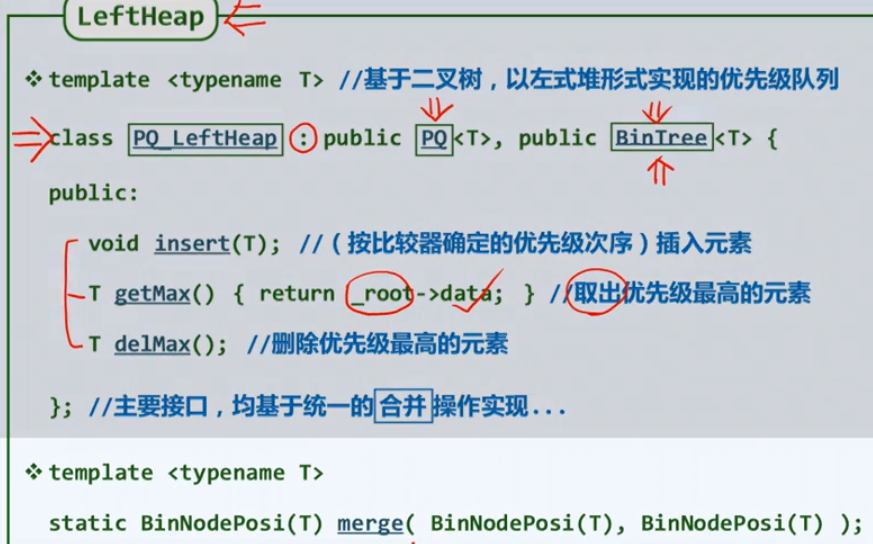 LeftHeap
❖ template <typename T> //基于二叉树，以左式堆形式实现的优先级队列
class PQ_LeftHeap : public PQ<T>, public BinTree<T> {
public:
void insert(T); //（按比较器确定的优先级次序）插入元素
T getMax() { return _root->data; } //取出优先级最高的元素
T delMax(); //删除优先级最高的元素
}; //主要接口，均基于统一的合并操作实现...
❖ template <typename T>
static BinNodePosi(T) merge( BinNodePosi(T), BinNodePosi(T) );